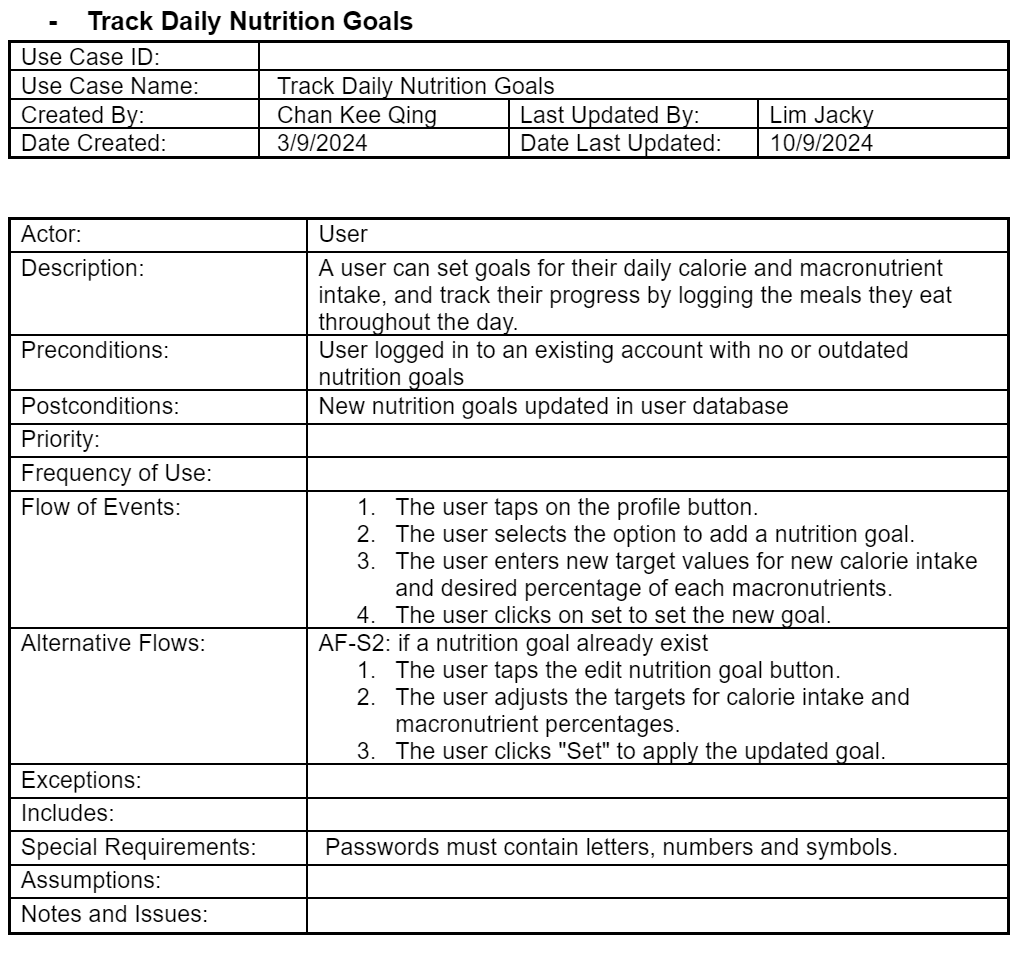 - Track Daily Nutrition Goals
Use Case ID:
Use Case Name: Track Daily Nutrition Goals
Created By: Chan Kee Qing Last Updated By: Lim Jacky
Date Created: 3/9/2024 Date Last Updated: 10/9/2024
Actor: User
Description: A user can set goals for their daily calorie and macronutrient
intake, and track their progress by logging the meals they eat
throughout the day.
Preconditions: User logged in to an existing account with no or outdated
nutrition goals
Postconditions: New nutrition goals updated in user database
Priority:
Frequency of Use:
Flow of Events: 1. The user taps on the profile button.
2. The user selects the option to add a nutrition goal.
3. The user enters new target values for new calorie intake
and desired percentage of each macronutrients.
4. The user clicks on set to set the new goal.
Alternative Flows: AF-S2: if a nutrition goal already exist
1. The user taps the edit nutrition goal button.
2. The user adjusts the targets for calorie intake and
macronutrient percentages.
3. The user clicks "Set" to apply the updated goal.
Exceptions:
Includes:
Special Requirements: Passwords must contain letters, numbers and symbols.
Assumptions:
Notes and Issues: